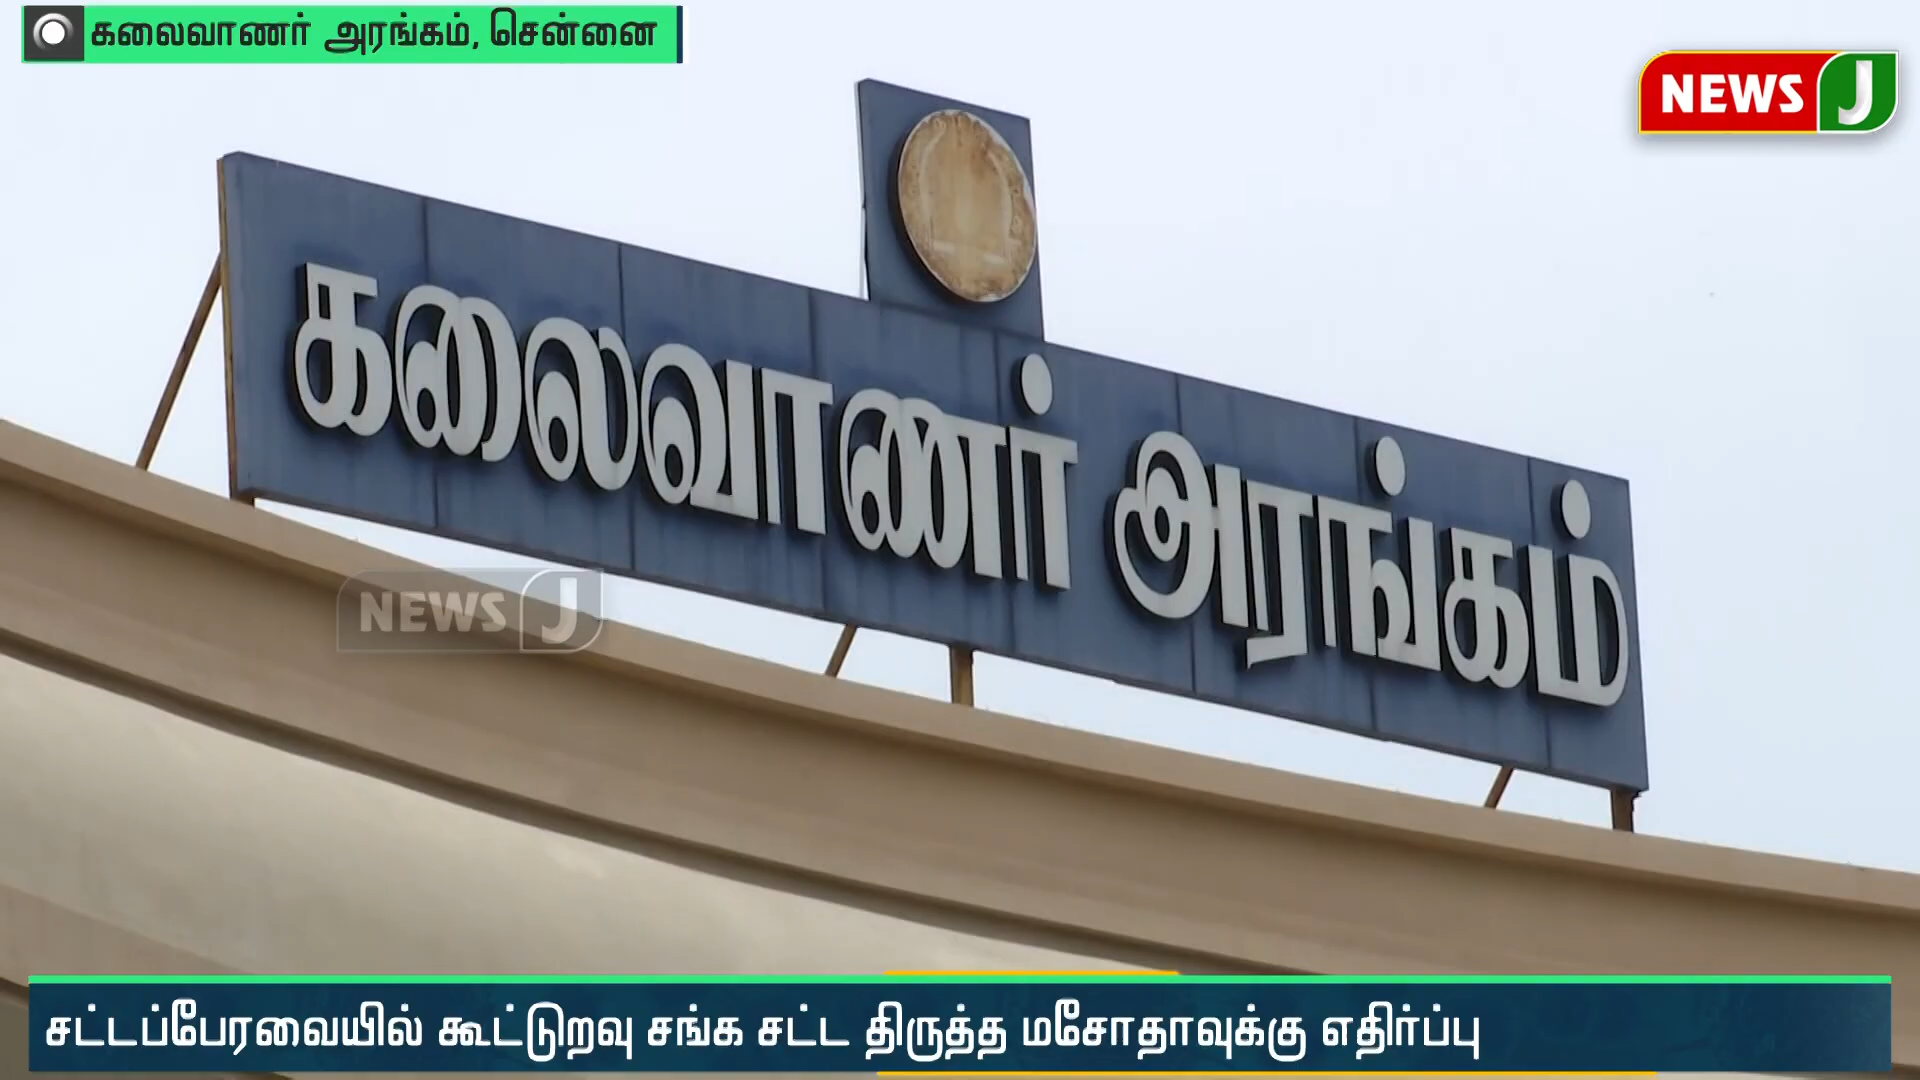 கலைவாணர் அரங்கம், சென்னை
NEWS J
கலைவாணர் அரங்கம்
NEWS J
சட்டப்பேரவையில் கூட்டுறவு சங்க சட்ட திருத்த மசோதாவுக்கு எதிர்ப்பு